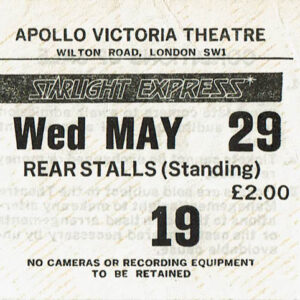 APOLLO VICTORIA THEATRE
WILTON ROAD, LONDON SW1
STARLIGHT EXPRESS
Wed MAY 29
REAR STALLS (Standing)
£2.00
19
NO CAMERAS OR RECORDING EQUIPMENT
TO BE RETAINED